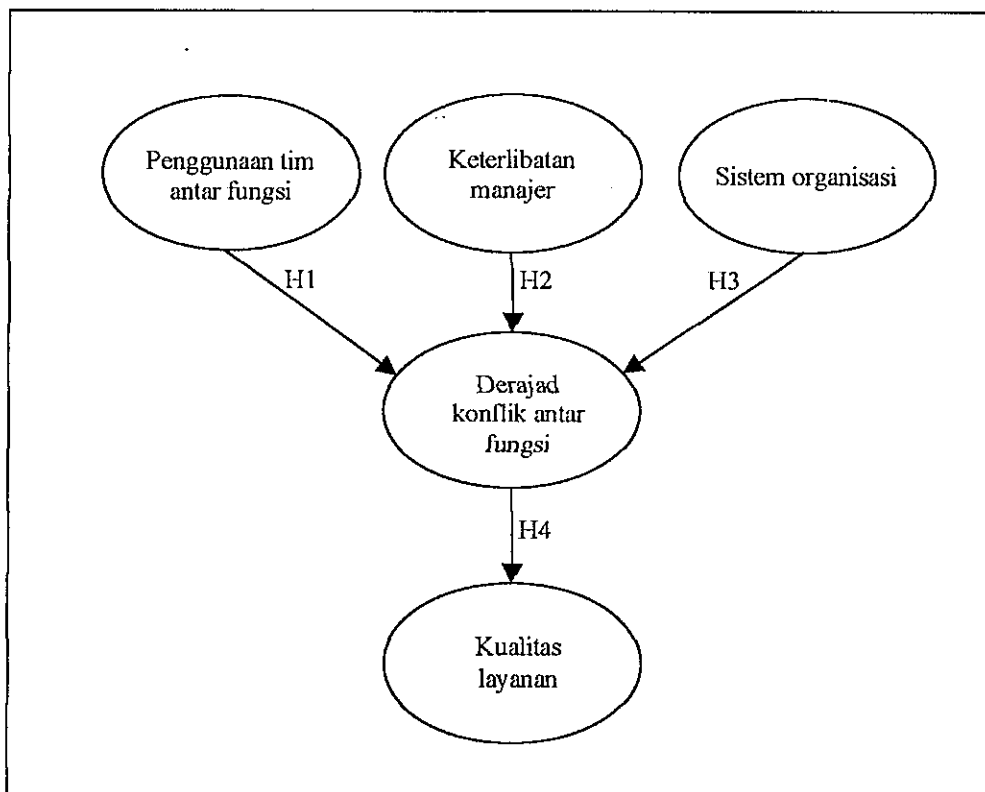 Penggunaan tim
antar fungsi
Keterlibatan
manajer
Sistem organisasi
H1
H2
H3
Derajad
konflik antar
fungsi
H4
Kualitas
layanan